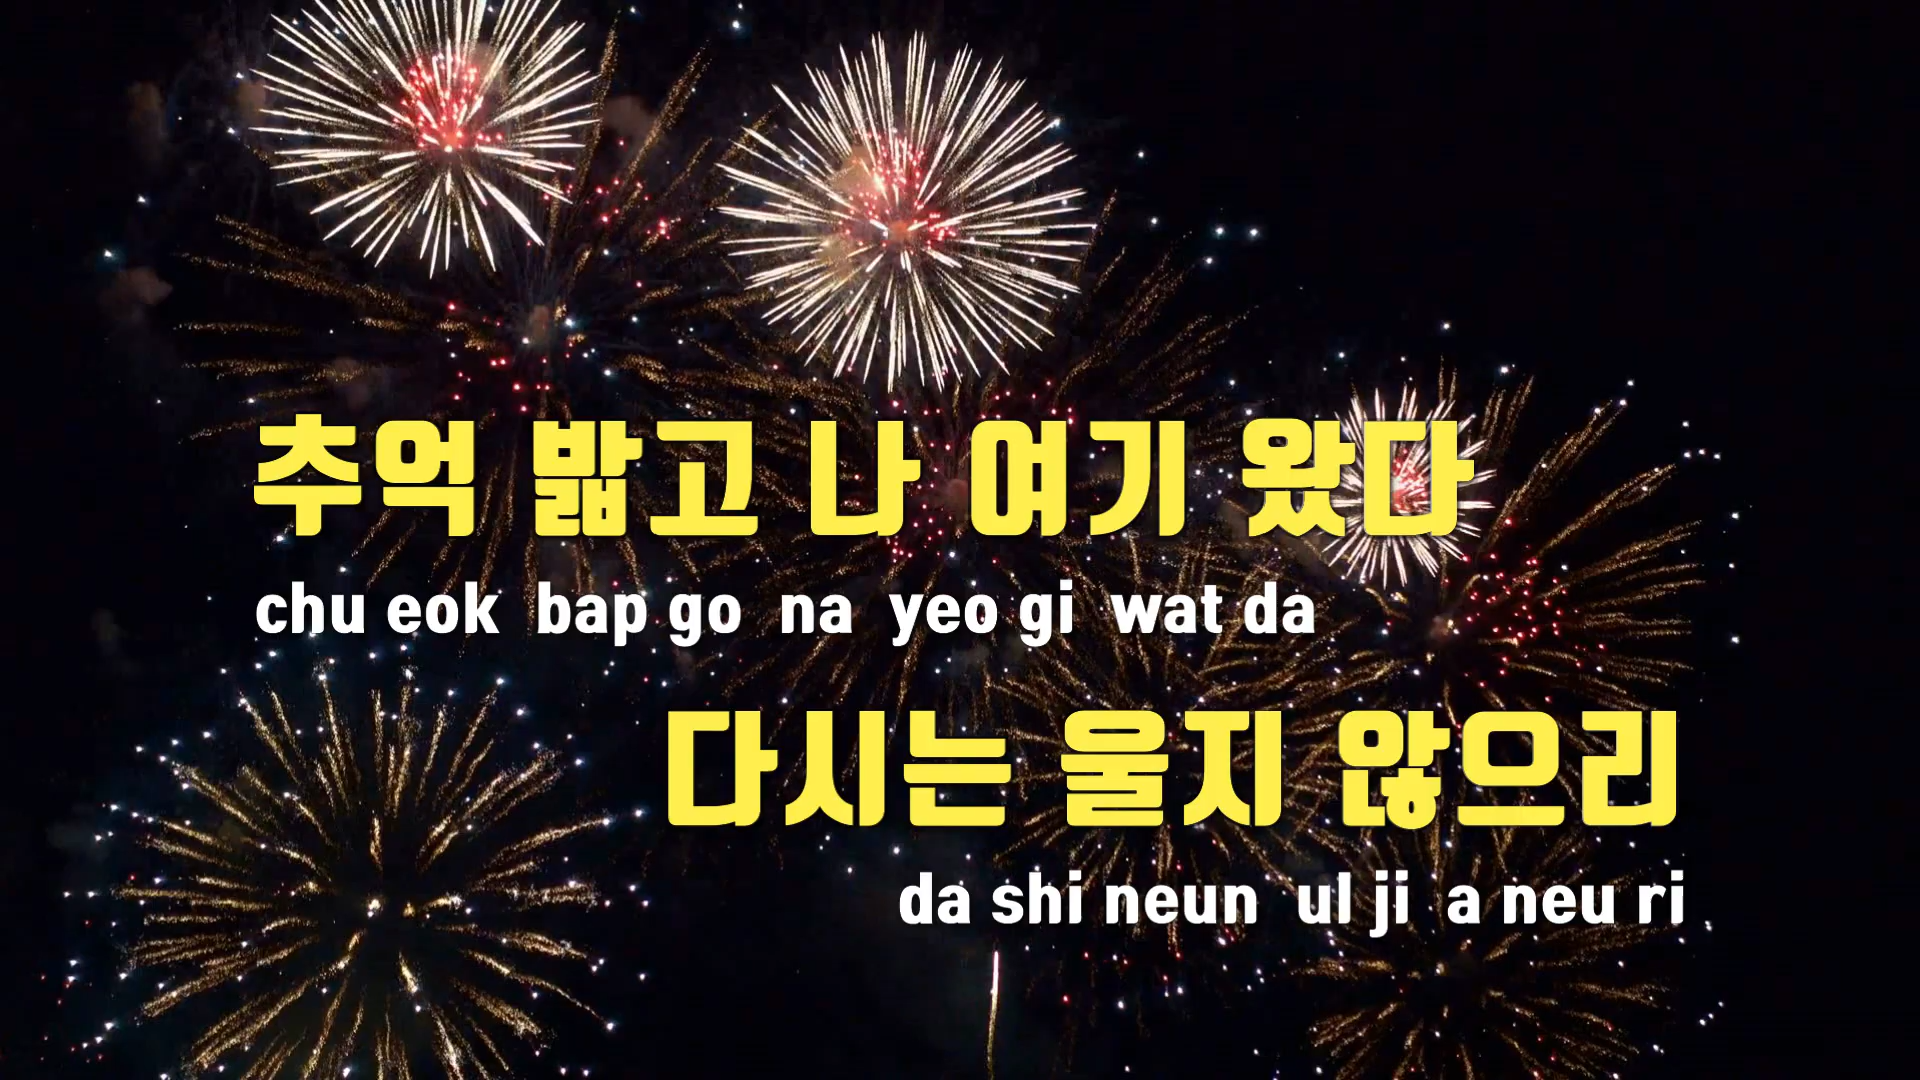 추억 밟고 나 여기 왔다
chu eok bap go na yeo gi wat da
다시는 울지 않으리
da shi neun ul ji a neu ri